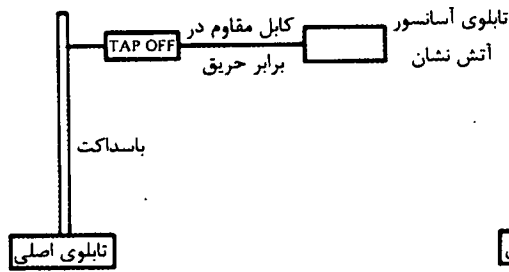 تابلوی آسانسور
آتش نشان
کابل مقاوم در
برابر حریق
TAP OFF
باسداکت
تابلوی اصلی